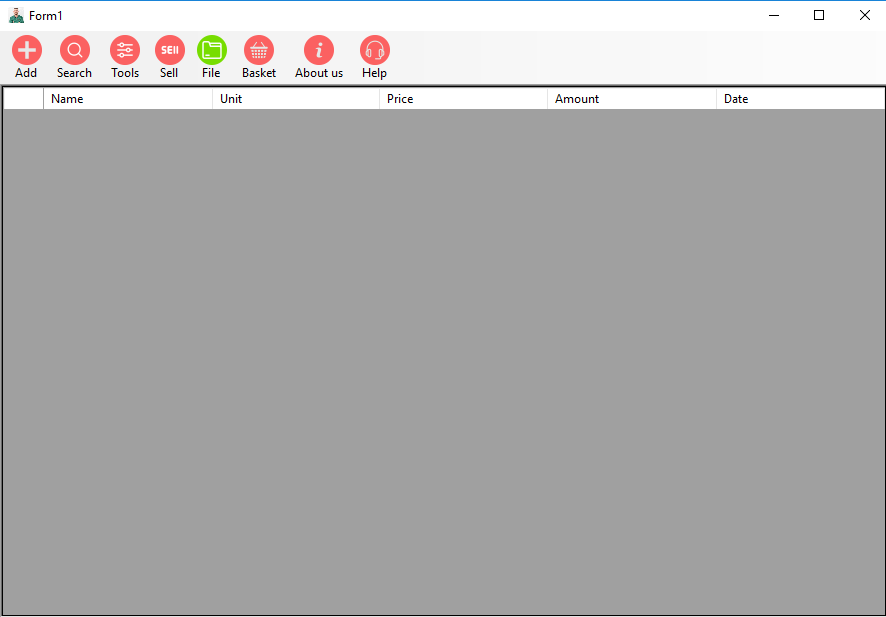 Form1
SEll
Add Search Tools Sell File Basket About us Help
Name Unit Price Amount Date